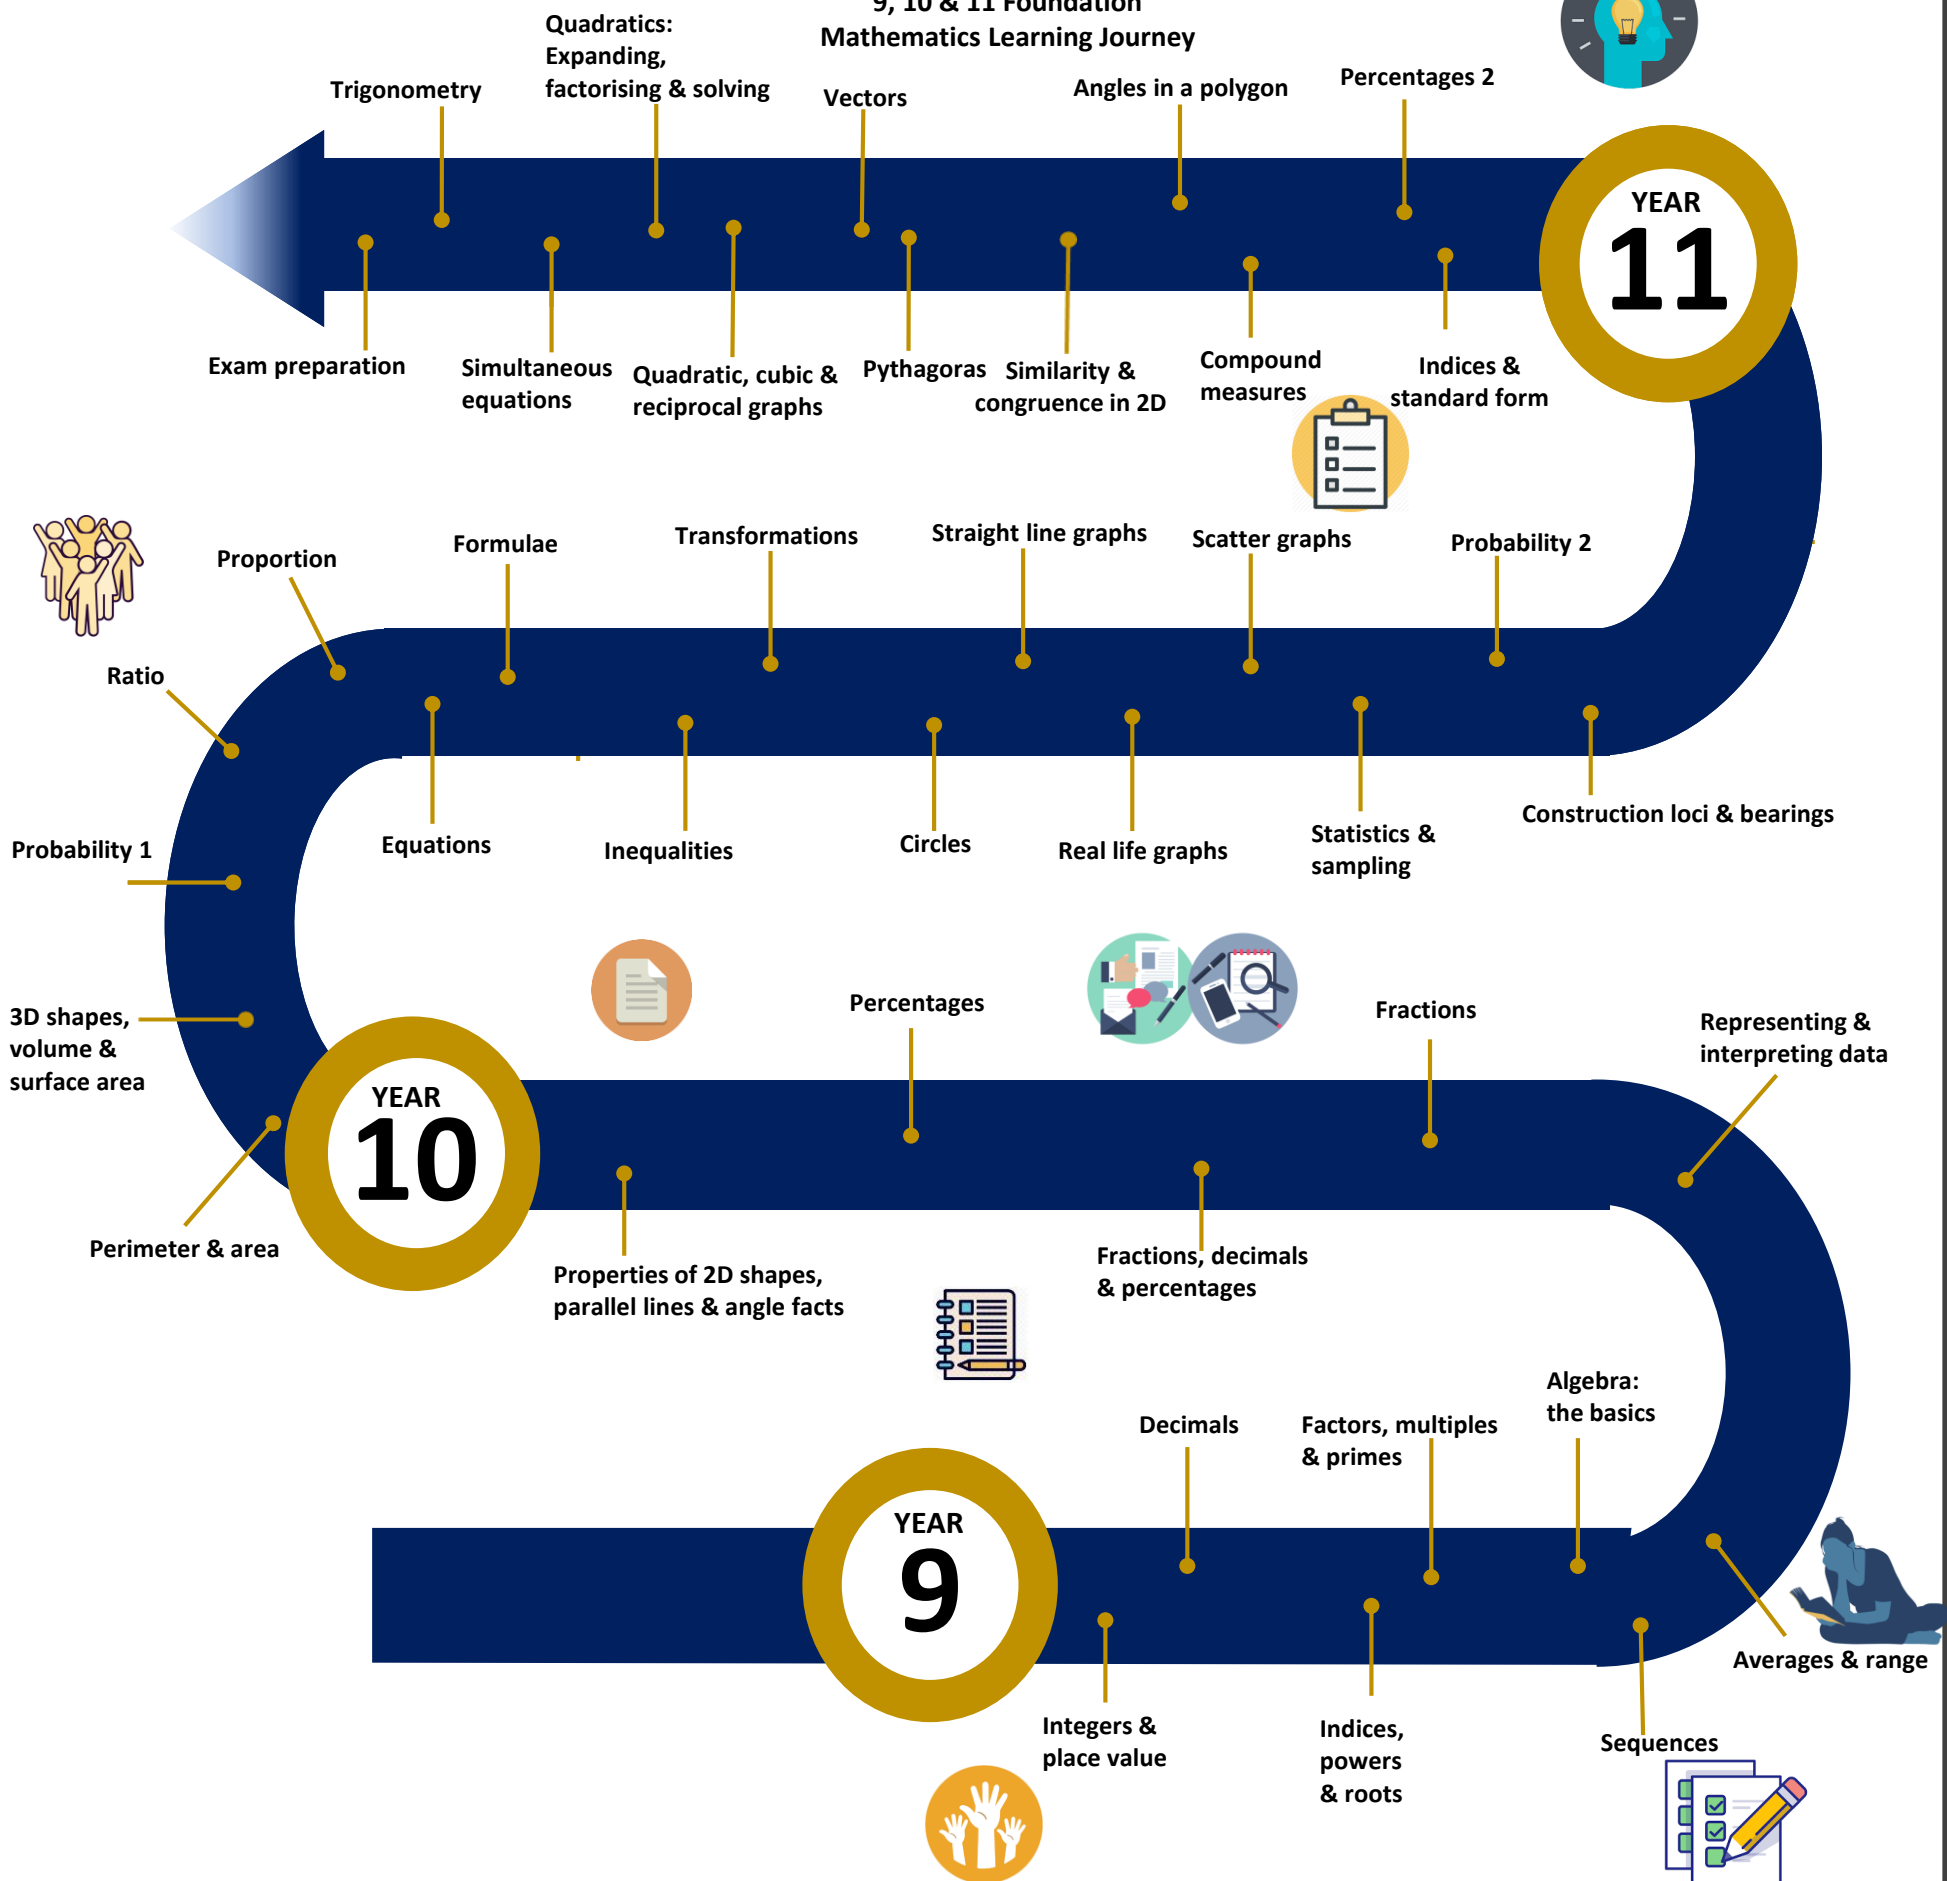 9, 10 & 11 Foundation
Mathematics Learning Journey
Quadratics:
Expanding,
factorising & solving
Trigonometry
Vectors
Angles in a polygon
Percentages 2
YEAR
11
Exam preparation
Simultaneous
equations
Quadratic, cubic &
reciprocal graphs
Pythagoras
Similarity &
congruence in 2D
Compound
measures
Indices &
standard form
Proportion
Formulae
Transformations
Straight line graphs
Scatter graphs
Probability 2
Ratio
Probability 1
Equations
Inequalities
Circles
Real life graphs
Statistics &
sampling
Construction loci & bearings
3D shapes,
volume &
surface area
Percentages
Fractions
Representing &
interpreting data
YEAR
10
Perimeter & area
Properties of 2D shapes,
parallel lines & angle facts
Fractions, decimals
& percentages
Decimals
Factors, multiples
& primes
Algebra:
the basics
YEAR
9
Averages & range
Integers &
place value
Indices,
powers
& roots
Sequences